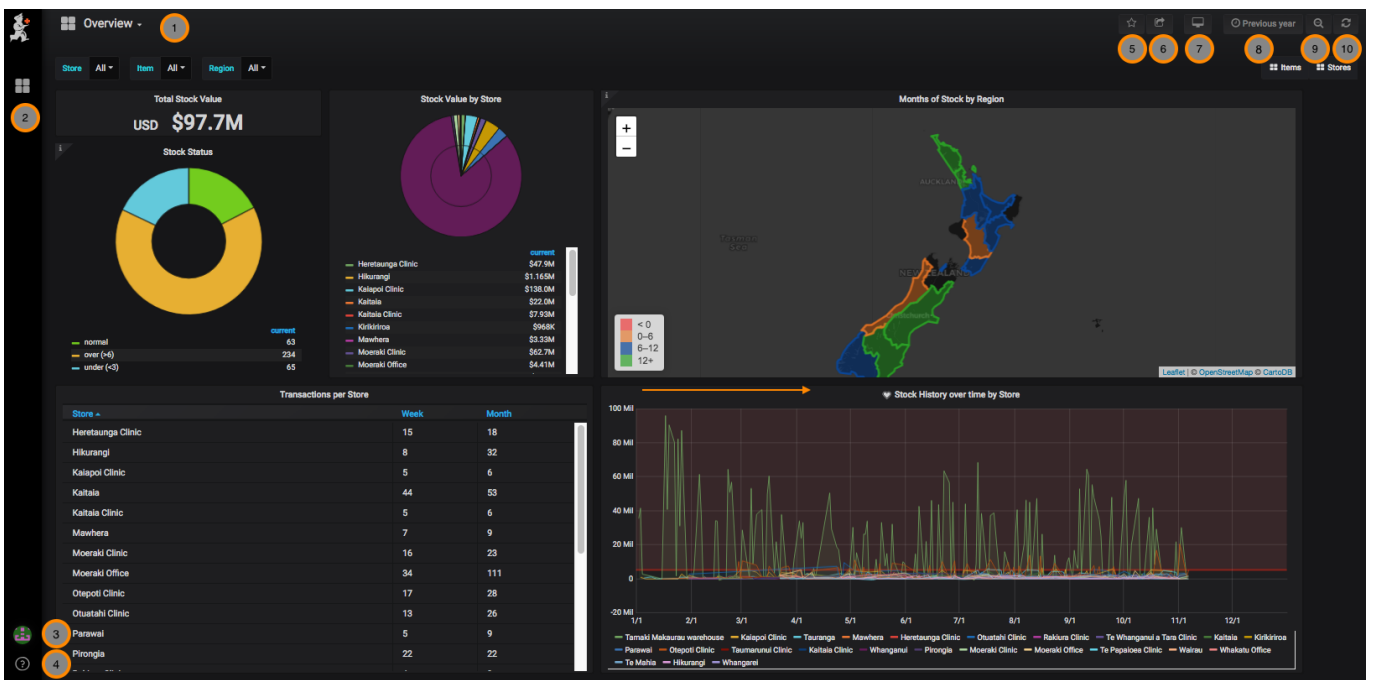 Overview
1
5
6
7
Previous year
8
9
10
Store All Item All Region All
Items Stores
2
Total Stock Value
USD $97.7M
Stock Status
current
normal 63
over (>6) 234
under (<3) 65
Stock Value by Store
current
Heretaunga Clinic $47.9M
Hikurangi $1.165M
Kaiapoi Clinic $138.0M
Kaitaia $22.0M
Kaitaia Clinic $7.93M
Kirikiriroa $968K
Mawhera $3.33M
Moeraki Clinic $62.7M
Moeraki Office $4.41M
i
Months of Stock by Region
+
−
AUCKLAND
Tasman
Sea
NEW ZEALAND
< 0
0–6
6–12
12+
Leaflet | © OpenStreetMap © CartoDB
Transactions per Store
Store Week Month
Heretaunga Clinic 15 18
Hikurangi 8 32
Kaiapoi Clinic 5 6
Kaitaia 44 53
Kaitaia Clinic 5 6
Mawhera 7 9
Moeraki Clinic 16 23
Moeraki Office 34 111
Otepoti Clinic 17 28
Otuatahi Clinic 13 26
Parawai 5 9
Pirongia 22 22
3
4
?
Stock History over time by Store
100 Mil
80 Mil
60 Mil
40 Mil
20 Mil
0
-20 Mil
1/1 2/1 3/1 4/1 5/1 6/1 7/1 8/1 9/1 10/1 11/1 12/1
Tamaki Makaurau warehouse Kaiapoi Clinic Tauranga Mawhera Heretaunga Clinic Otuatahi Clinic Rakiura Clinic Te Whanganui a Tara Clinic Kaitaia Kirikiriroa
Parawai Otepoti Clinic Taumarunui Clinic Kaitaia Clinic Whanganui Pirongia Moeraki Clinic Moeraki Office Te Papaioea Clinic Wairau Whakatu Office
Te Mahia Hikurangi Whangarei